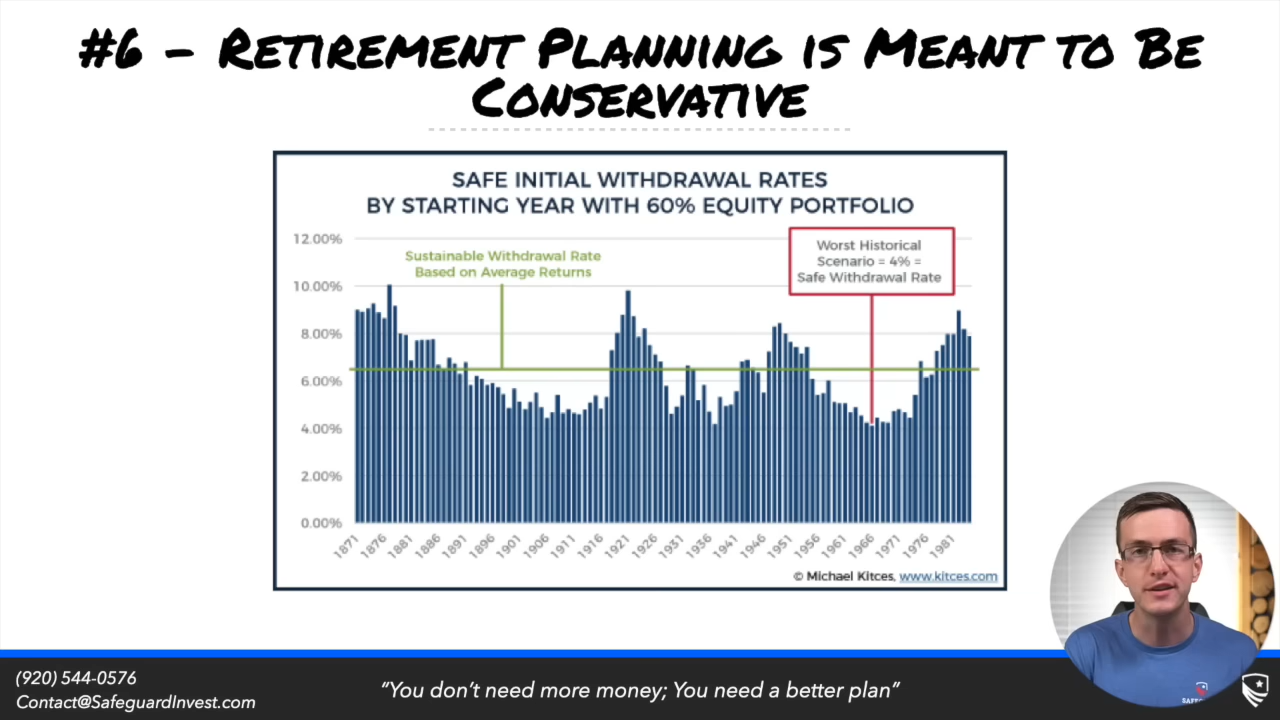 #6 - Retirement Planning is Meant to Be
Conservative
SAFE INITIAL WITHDRAWAL RATES
BY STARTING YEAR WITH 60% EQUITY PORTFOLIO
12.00%
10.00%
8.00%
6.00%
4.00%
2.00%
0.00%
Sustainable Withdrawal Rate
Based on Average Returns
Worst Historical
Scenario = 4% =
Safe Withdrawal Rate
1871 1876 1881 1886 1891 1896 1901 1906 1911 1916 1921 1926 1931 1936 1941 1946 1951 1956 1961 1966 1971 1976 1981
© Michael Kitces, www.kitces.com
(920) 544-0576
Contact@SafeguardInvest.com
“You don’t need more money; You need a better plan”